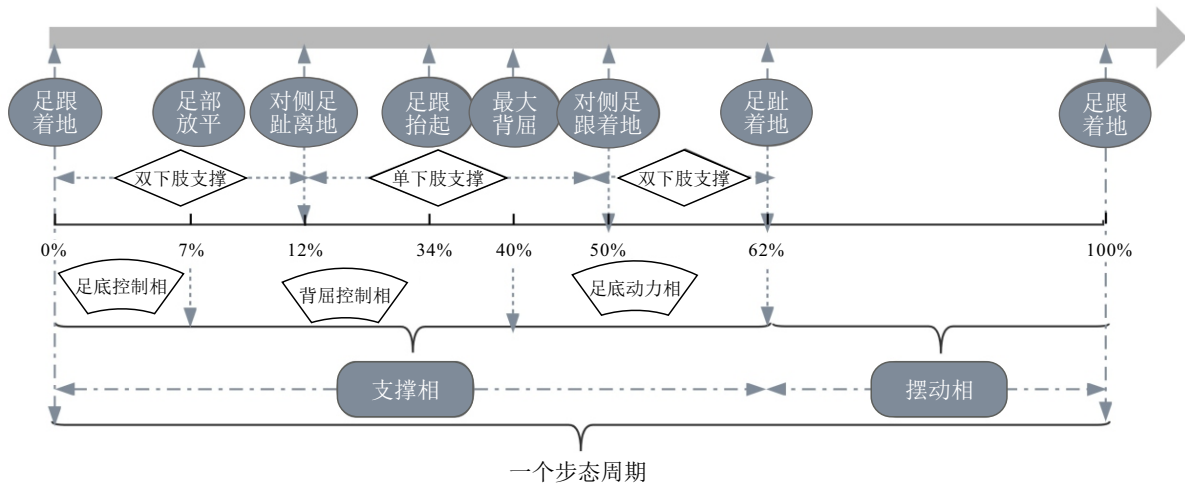 足跟
着地
足部
放平
对侧足
趾离地
足跟
抬起
最大
背屈
对侧足
跟着地
足趾
着地
足跟
着地
双下肢支撑
单下肢支撑
双下肢支撑
0%
7%
12%
34%
40%
50%
62%
100%
足底控制相
背屈控制相
足底动力相
支撑相
摆动相
一个步态周期